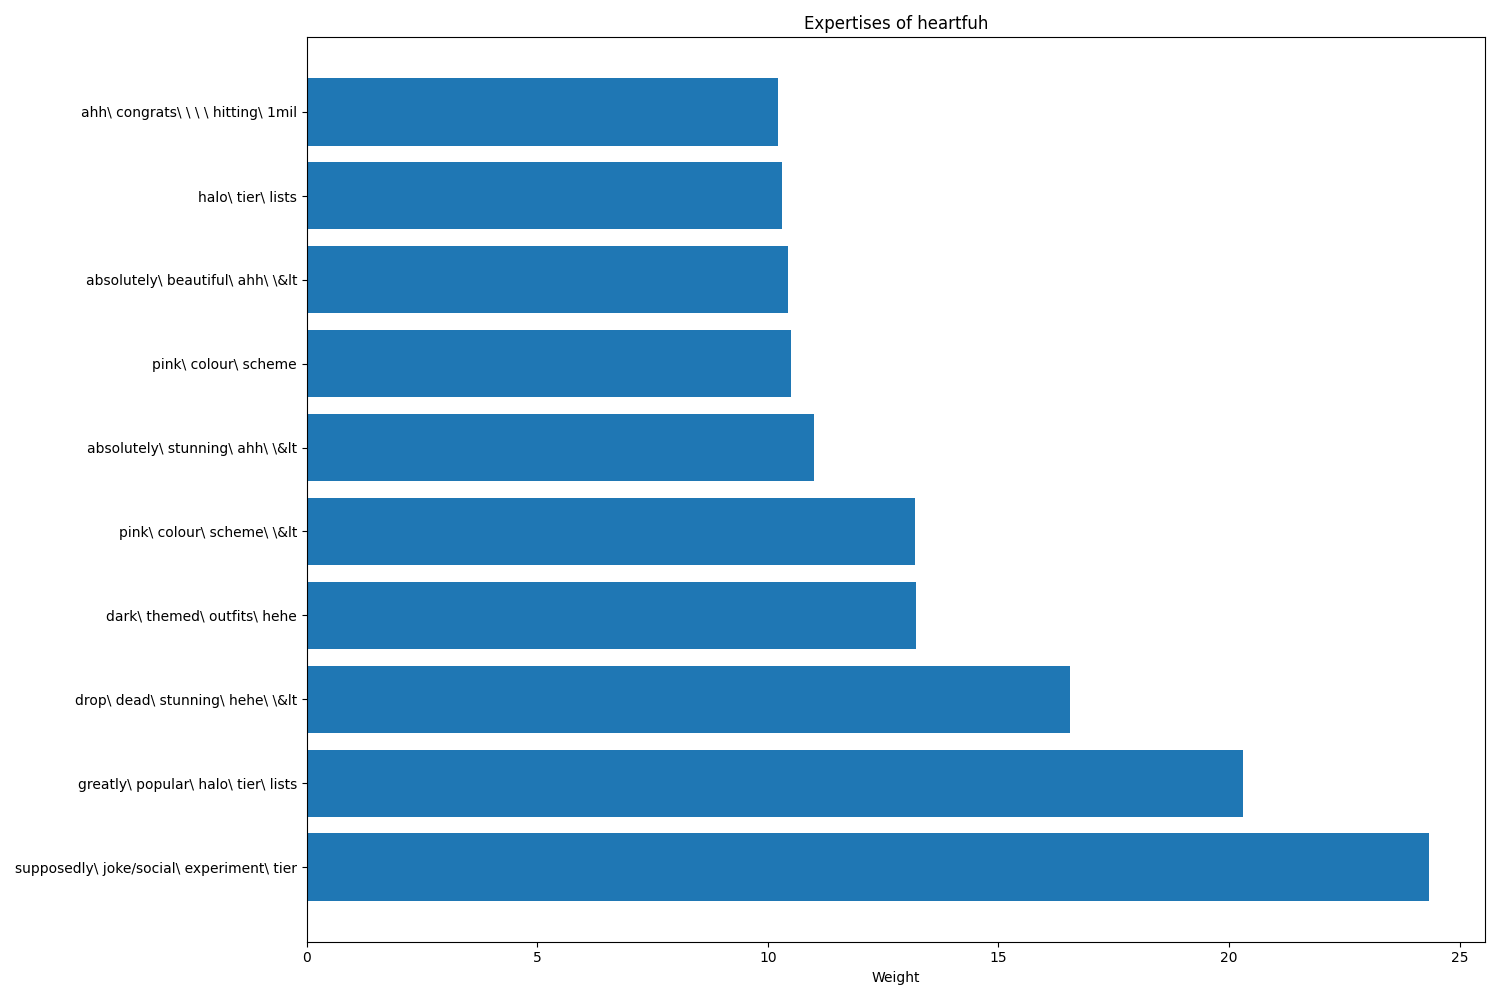 Expertises of heartfuh
ahh\ congrats\ \ \ \ hitting\ 1mil
halo\ tier\ lists
absolutely\ beautiful\ ahh\ \&lt
pink\ colour\ scheme
absolutely\ stunning\ ahh\ \&lt
pink\ colour\ scheme\ \&lt
dark\ themed\ outfits\ hehe
drop\ dead\ stunning\ hehe\ \&lt
greatly\ popular\ halo\ tier\ lists
supposedly\ joke/social\ experiment\ tier
0 5 10 15 20 25
Weight